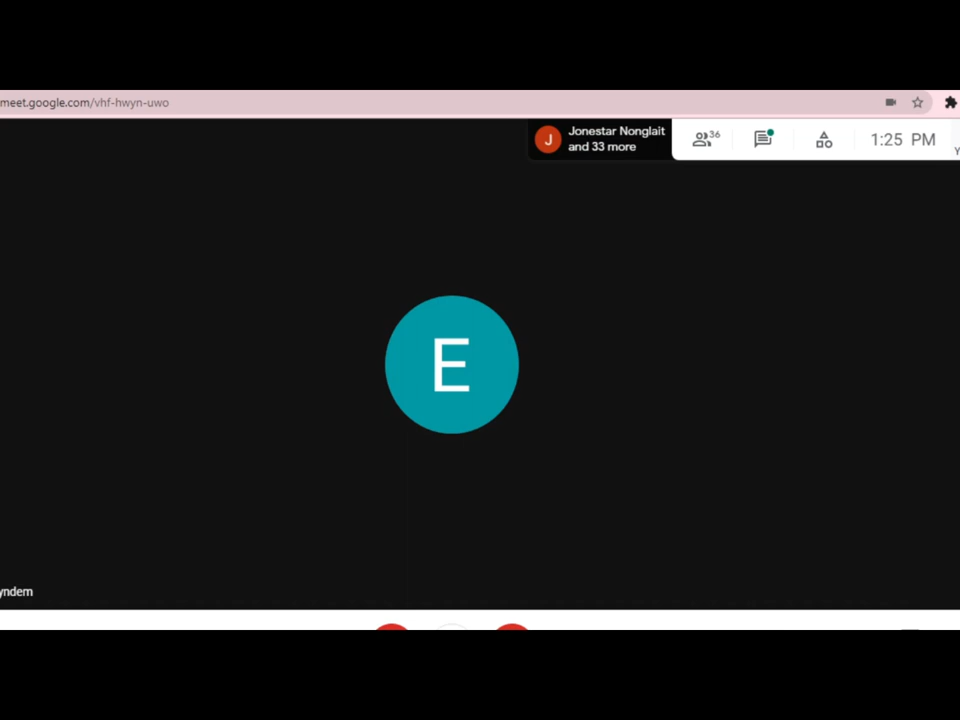 meet.google.com/vhf-hwyn-uwo
J
Jonestar Nonglait
and 33 more
36
1:25 PM
Y
E
yndem